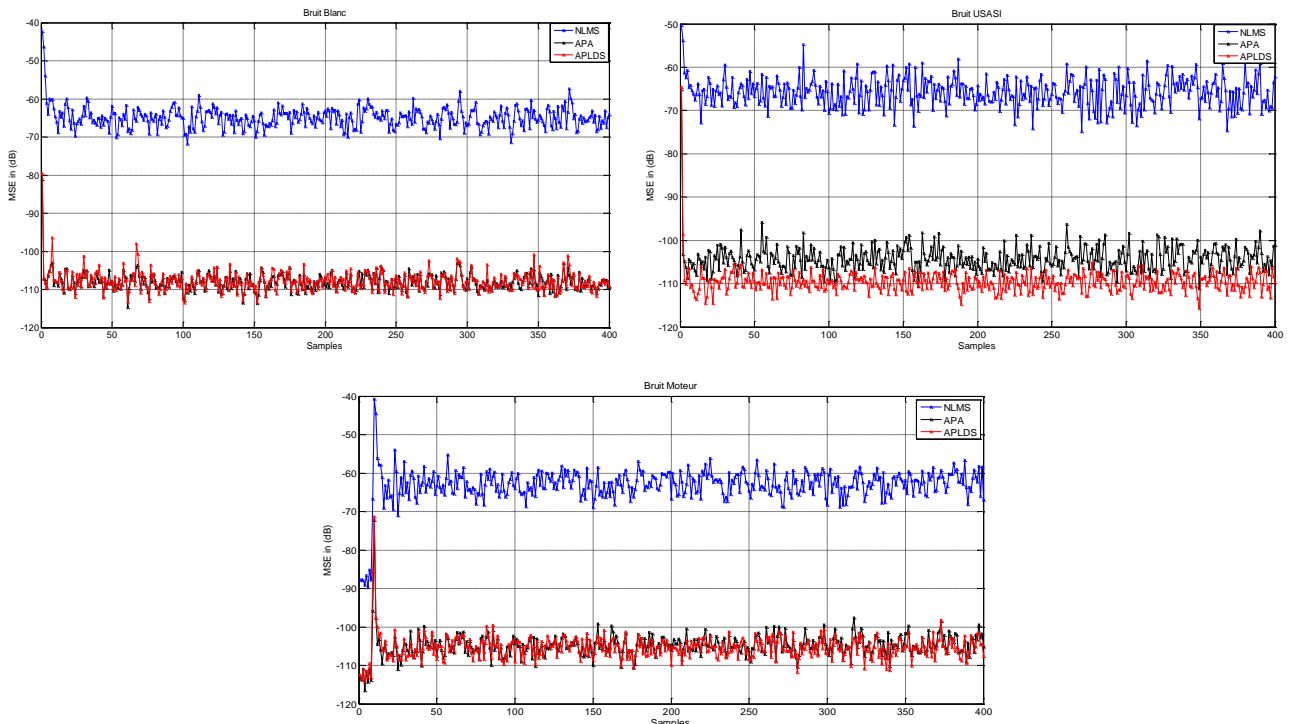 Bruit Blanc
-40
-50
-60
-70
-80
-90
-100
-110
-120
MSE in (dB)
0 50 100 150 200 250 300 350 400
Samples
NLMS
APA
APLDS
Bruit USASI
-50
-60
-70
-80
-90
-100
-110
-120
MSE in (dB)
0 50 100 150 200 250 300 350 400
Samples
NLMS
APA
APLDS
Bruit Moteur
-40
-50
-60
-70
-80
-90
-100
-110
-120
MSE in (dB)
0 50 100 150 200 250 300 350 400
Samples
NLMS
APA
APLDS